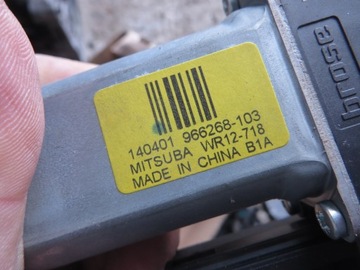 140401 966268-103
MITSUBA WR12-718
MADE IN CHINA B1A
brose